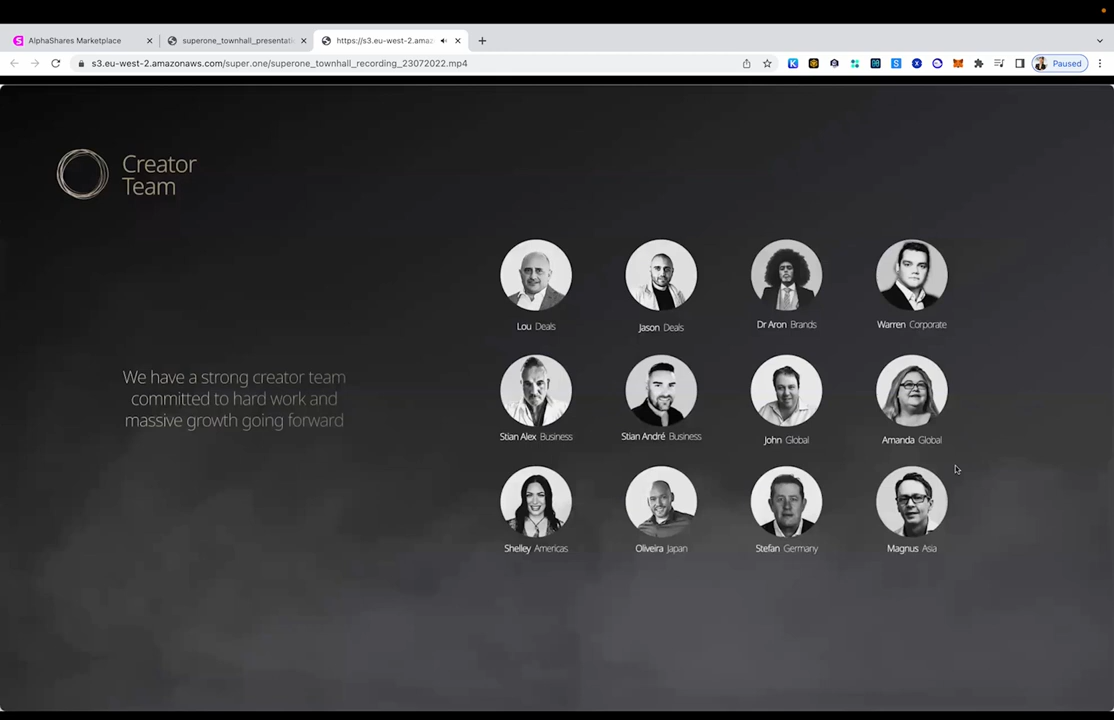 AlphaShares Marketplace
superone_townhall_presentati
https://s3.eu-west-2.amaz
s3.eu-west-2.amazonaws.com/super.one/superone_townhall_recording_23072022.mp4
Paused
Creator
Team
Lou Deals
Jason Deals
Dr Aron Brands
Warren Corporate
We have a strong creator team
committed to hard work and
massive growth going forward
Stian Alex Business
Stian André Business
John Global
Amanda Global
Shelley Americas
Oliveira Japan
Stefan Germany
Magnus Asia